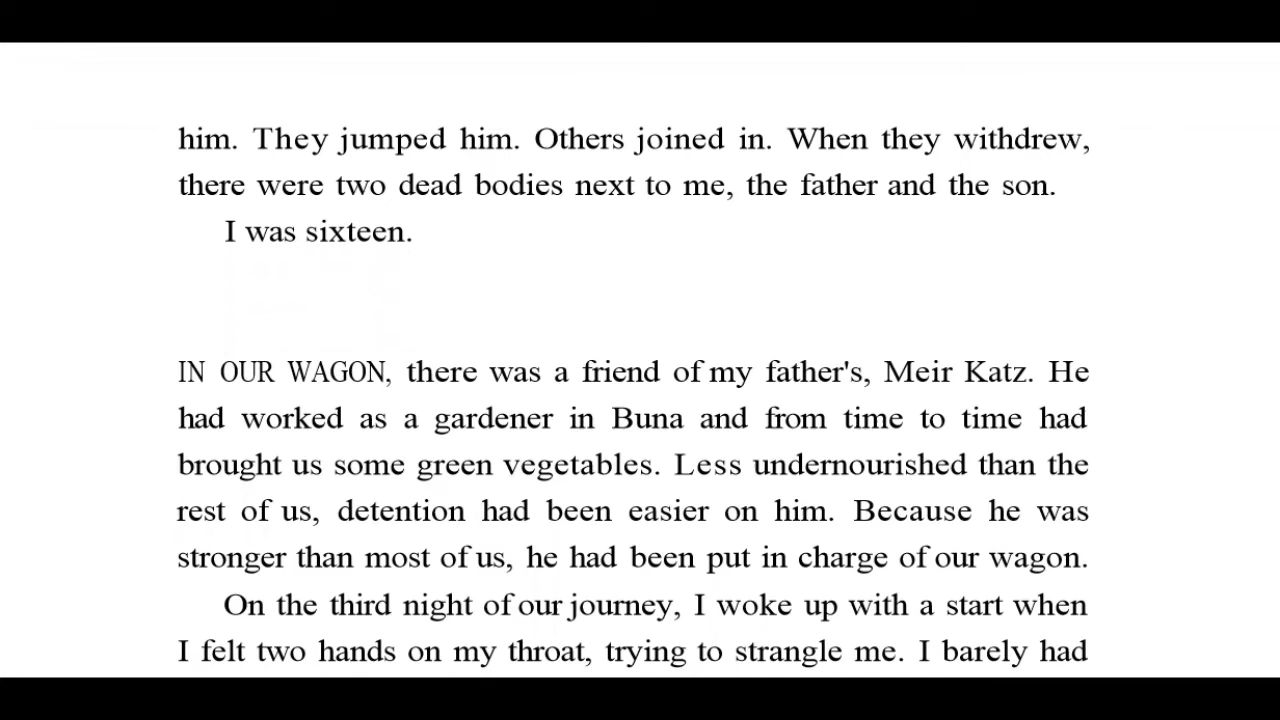 him. They jumped him. Others joined in. When they withdrew,
there were two dead bodies next to me, the father and the son.
I was sixteen.
IN OUR WAGON, there was a friend of my father's, Meir Katz. He
had worked as a gardener in Buna and from time to time had
brought us some green vegetables. Less undernourished than the
rest of us, detention had been easier on him. Because he was
stronger than most of us, he had been put in charge of our wagon.
On the third night of our journey, I woke up with a start when
I felt two hands on my throat, trying to strangle me. I barely had